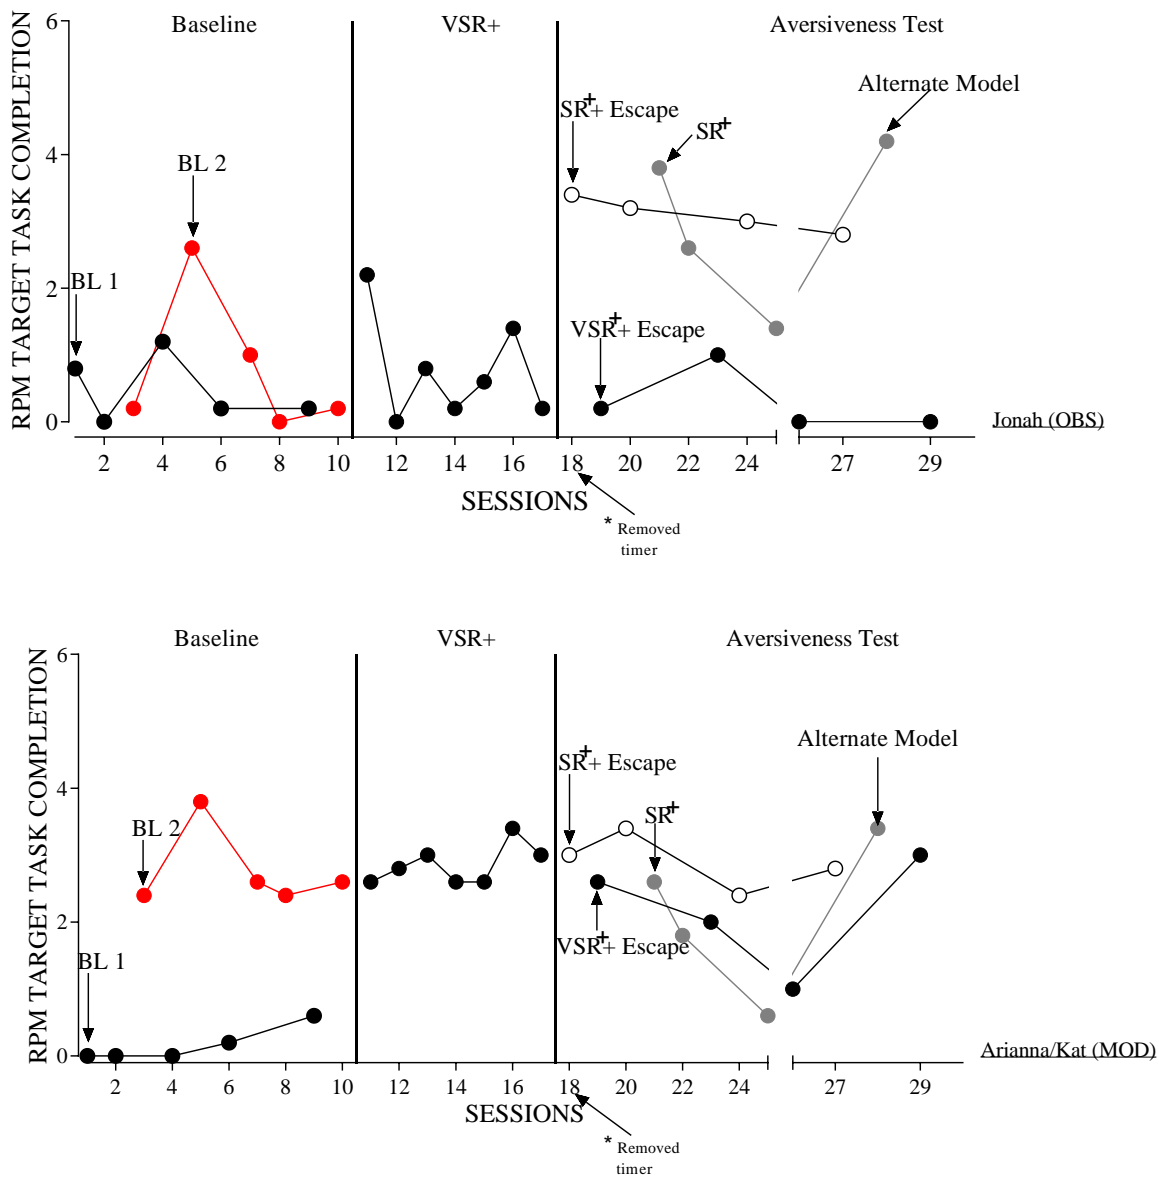 Baseline VSR+ Aversiveness Test
RPM TARGET TASK COMPLETION
6
4
2
0
Alternate Model
SR++ Escape
SR+
BL 2
BL 1
VSR++ Escape
Jonah (OBS)
2 4 6 8 10 12 14 16 18 20 22 24 27 29
SESSIONS
* Removed
timer
Baseline VSR+ Aversiveness Test
RPM TARGET TASK COMPLETION
6
4
2
0
Alternate Model
SR++ Escape
SR+
BL 2
VSR++ Escape
BL 1
Arianna/Kat (MOD)
2 4 6 8 10 12 14 16 18 20 22 24 27 29
SESSIONS
* Removed
timer